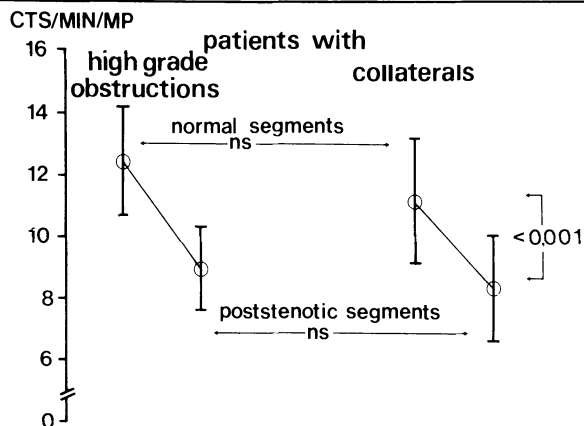 CTS/MIN/MP
patients with
high grade
obstructions
collaterals
16
14
12
10
8
6
0
normal segments
ns
<0.001
poststenotic segments
ns